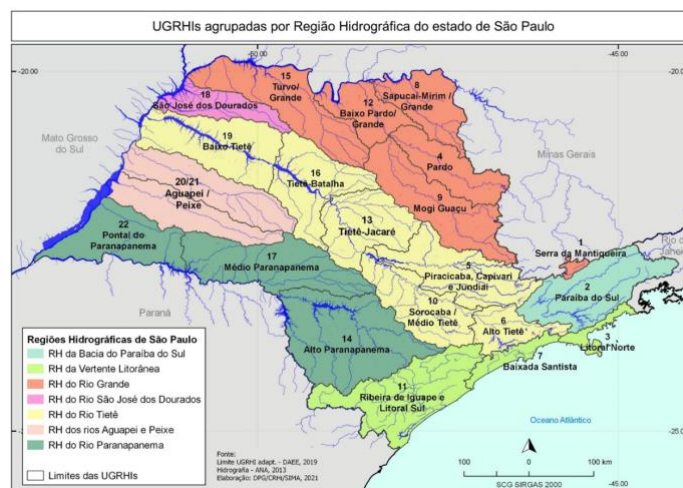 UGRHIs agrupadas por Região Hidrográfica do estado de São Paulo
-50.00
-45.00
-20.00
-20.00
15
Turvo/
Grande
8
Sapucaí-Mirim /
Grande
18
São José dos Dourados
12
Baixo Pardo/
Grande
Mato Grosso
do Sul
19
Baixo Tietê
4
Pardo
Minas Gerais
16
Tietê-Batalha
20/21
Aguapeí /
Peixe
9
Mogi Guaçu
13
Tietê-Jacaré
22
Pontal do
Paranapanema
17
Médio Paranapanema
1
Serra da Mantiqueira
Rio de
Janeiro
5
Piracicaba, Capivari
e Jundiaí
2
Paraíba do Sul
10
Sorocaba /
Médio Tietê
6
Alto Tietê
Paraná
14
Alto Paranapanema
3
Litoral Norte
7
Baixada Santista
11
Ribeira de Iguape e
Litoral Sul
Oceano Atlântico
Regiões Hidrográficas de São Paulo
RH da Bacia do Paraíba do Sul
RH da Vertente Litorânea
RH do Rio Grande
RH do Rio São José dos Dourados
RH do Rio Tietê
RH dos rios Aguapeí e Peixe
RH do Rio Paranapanema
Limites das UGRHIs
Fonte:
Limite UGRHI adapt. - DAEE, 2019
Hidrografia - ANA, 2013
Elaboração: DPG/CRHi/SIMA, 2021
100
0
100 km
SCG SIRGAS 2000
-25.00
-45.00